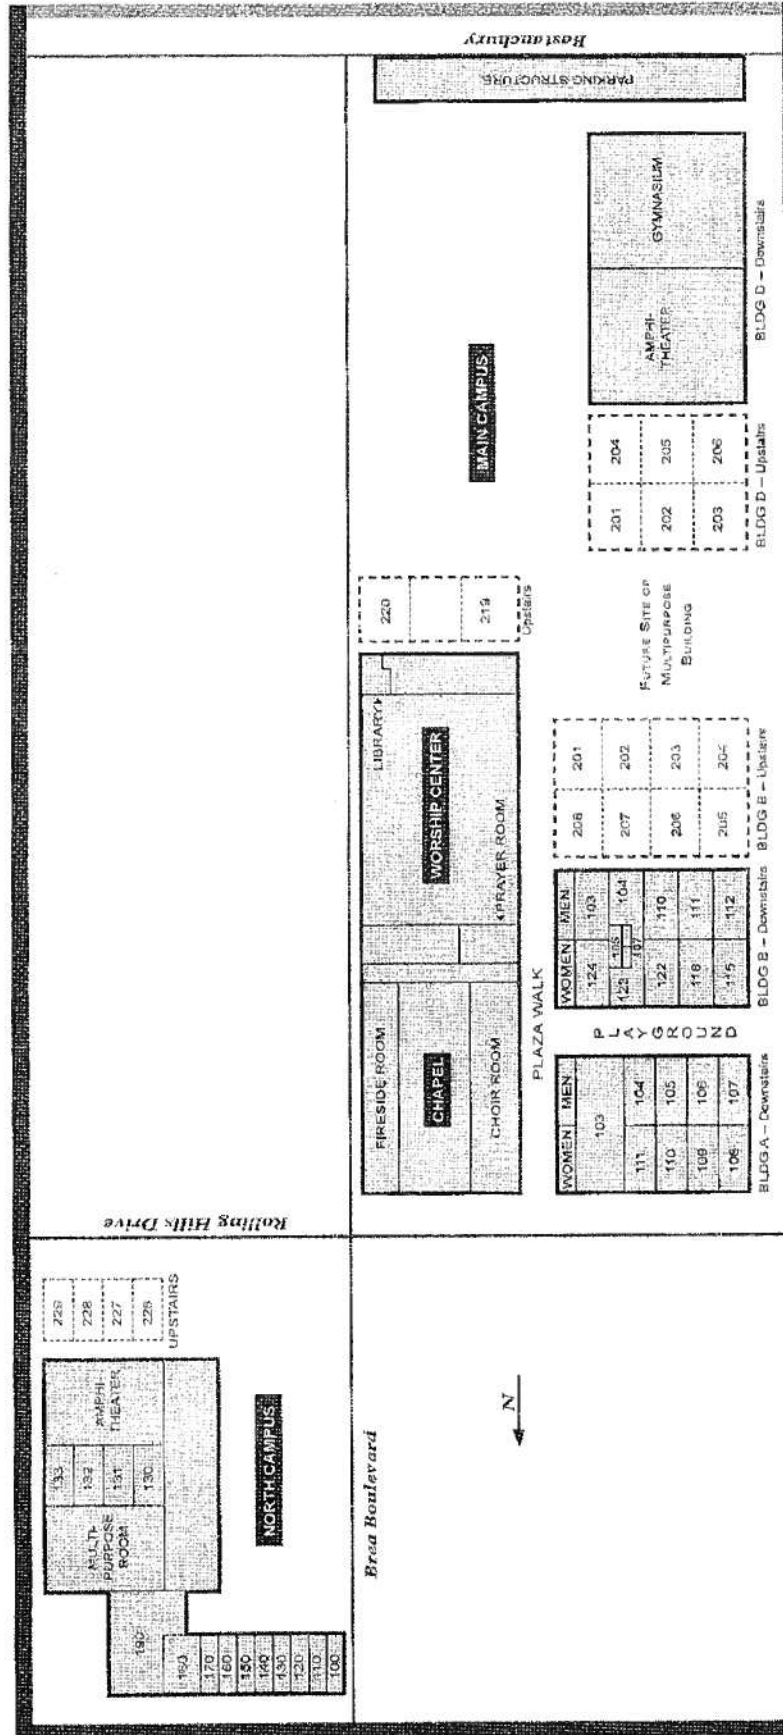 Bastanchury
PARKING STRUCTURE
BLDG D – Downstairs
GYMNASIUM
AMPHI-
THEATER
MAIN CAMPUS
BLDG D – Upstairs
204
205
206
201
202
203
220
219
Upstairs
FUTURE SITE OF
MULTIPURPOSE
BUILDING
LIBRARY
WORSHIP CENTER
PRAYER ROOM
FIRESIDE ROOM
CHAPEL
CHOIR ROOM
PLAZA WALK
201
202
203
204
208
207
206
205
BLDG B – Upstairs
WOMEN
MEN
103
104
110
111
112
124
123
122
118
115
107
BLDG B – Downstairs
PLAYGROUND
WOMEN
MEN
103
104
105
106
107
111
110
109
108
BLDG A – Downstairs
Rolling Hills Drive
229
228
227
226
UPSTAIRS
AMPHI-
THEATER
133
132
131
130
MULTI-
PURPOSE
ROOM
NORTH CAMPUS
190
170
160
150
140
130
120
110
100
Brea Boulevard
N